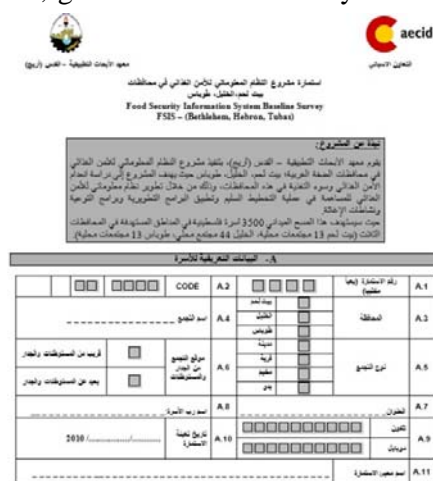 aecid
معهد الأبحاث التطبيقية - القدس (أريج)
التعاون الاسباني
استمارة مشروع النظام المعلوماتي للأمن الغذائي في محافظات
بيت لحم، الخليل، طوباس
Food Security Information System Baseline Survey
FSIS – (Bethlehem, Hebron, Tubas)
نبذة عن المشروع:
يقوم معهد الأبحاث التطبيقية – القدس (أريج)، بتنفيذ مشروع النظام المعلوماتي للأمن الغذائي
في محافظات الضفة الغربية؛ بيت لحم، الخليل، طوباس حيث يهدف المشروع إلى دراسة انعدام
الأمن الغذائي وسوء التغذية في هذه المحافظات، وذلك من خلال تطوير نظام معلوماتي للأمن
الغذائي للمساهمة في عملية التخطيط السليم وتطبيق البرامج التطويرية وبرامج التوعية
ونشاطات الإغاثة.
حيث سيستهدف هذا المسح الميداني 3500 أسرة فلسطينية في المناطق المستهدفة في المحافظات
الثلاث (بيت لحم 13 مجتمعات محلية، الخليل 44 مجتمع محلي، طوباس 13 مجتمعات محلية).
A- البيانات التعريفية للأسرة
A.1 رقم الاستمارة (يعبأ مكتبيا)
A.2 CODE
A.3 المحافظة
بيت لحم
الخليل
طوباس
A.4 اسم التجمع
A.5 نوع التجمع
مدينة
قرية
مخيم
بدو
A.6 موقع التجمع من الجدار والمستوطنات
قريب من المستوطنات والجدار
بعيد عن المستوطنات والجدار
A.7 العنوان
A.8 اسم رب الأسرة
A.9 تلفون
موبايل
A.10 تاريخ تعبئة الاستمارة
2010 /............/............
A.11 اسم معبئ الاستمارة